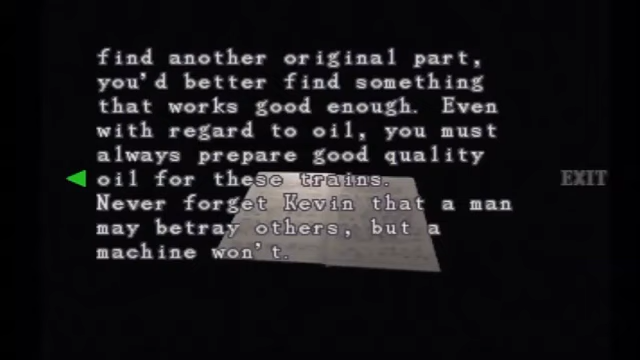 find another original part,
you'd better find something
that works good enough. Even
with regard to oil, you must
always prepare good quality
oil for these trains.
Never forget Kevin that a man
may betray others, but a
machine won't.
EXIT